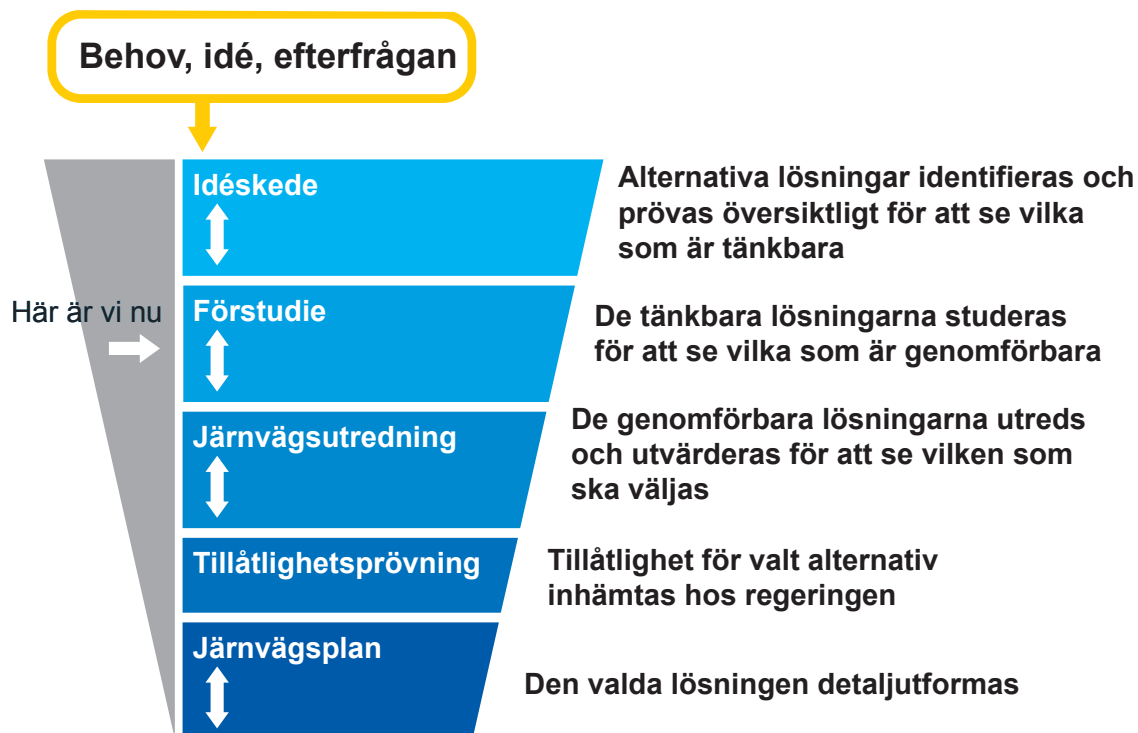 Behov, idé, efterfrågan
Idéskede
Alternativa lösningar identifieras och
prövas översiktligt för att se vilka
som är tänkbara
Här är vi nu
Förstudie
De tänkbara lösningarna studeras
för att se vilka som är genomförbara
Järnvägsutredning
De genomförbara lösningarna utreds
och utvärderas för att se vilken som
ska väljas
Tillåtlighetsprövning
Tillåtlighet för valt alternativ
inhämtas hos regeringen
Järnvägsplan
Den valda lösningen detaljutformas